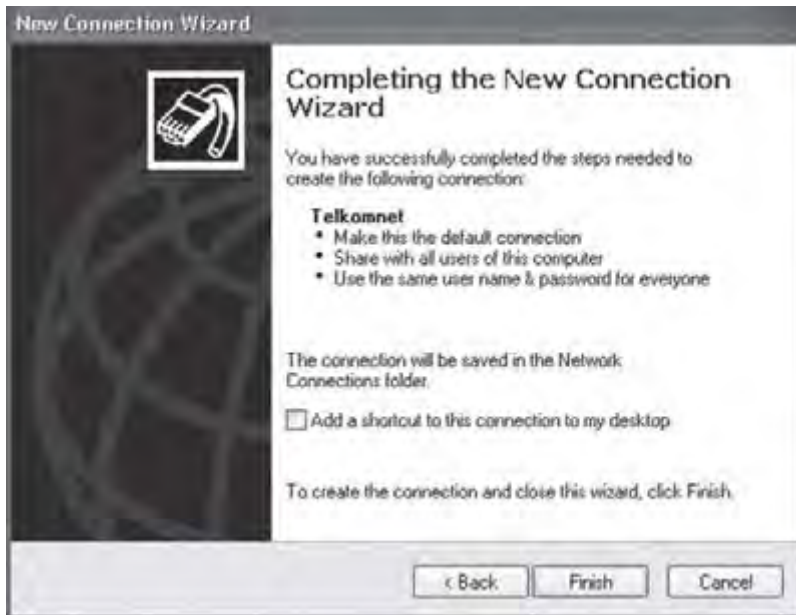 New Connection Wizard
Completing the New Connection
Wizard
You have successfully completed the steps needed to
create the following connection:
Telkomnet
• Make this the default connection
• Share with all users of this computer
• Use the same user name & password for everyone
The connection will be saved in the Network
Connections folder.
Add a shortcut to this connection to my desktop
To create the connection and close this wizard, click Finish.
< Back Finish Cancel